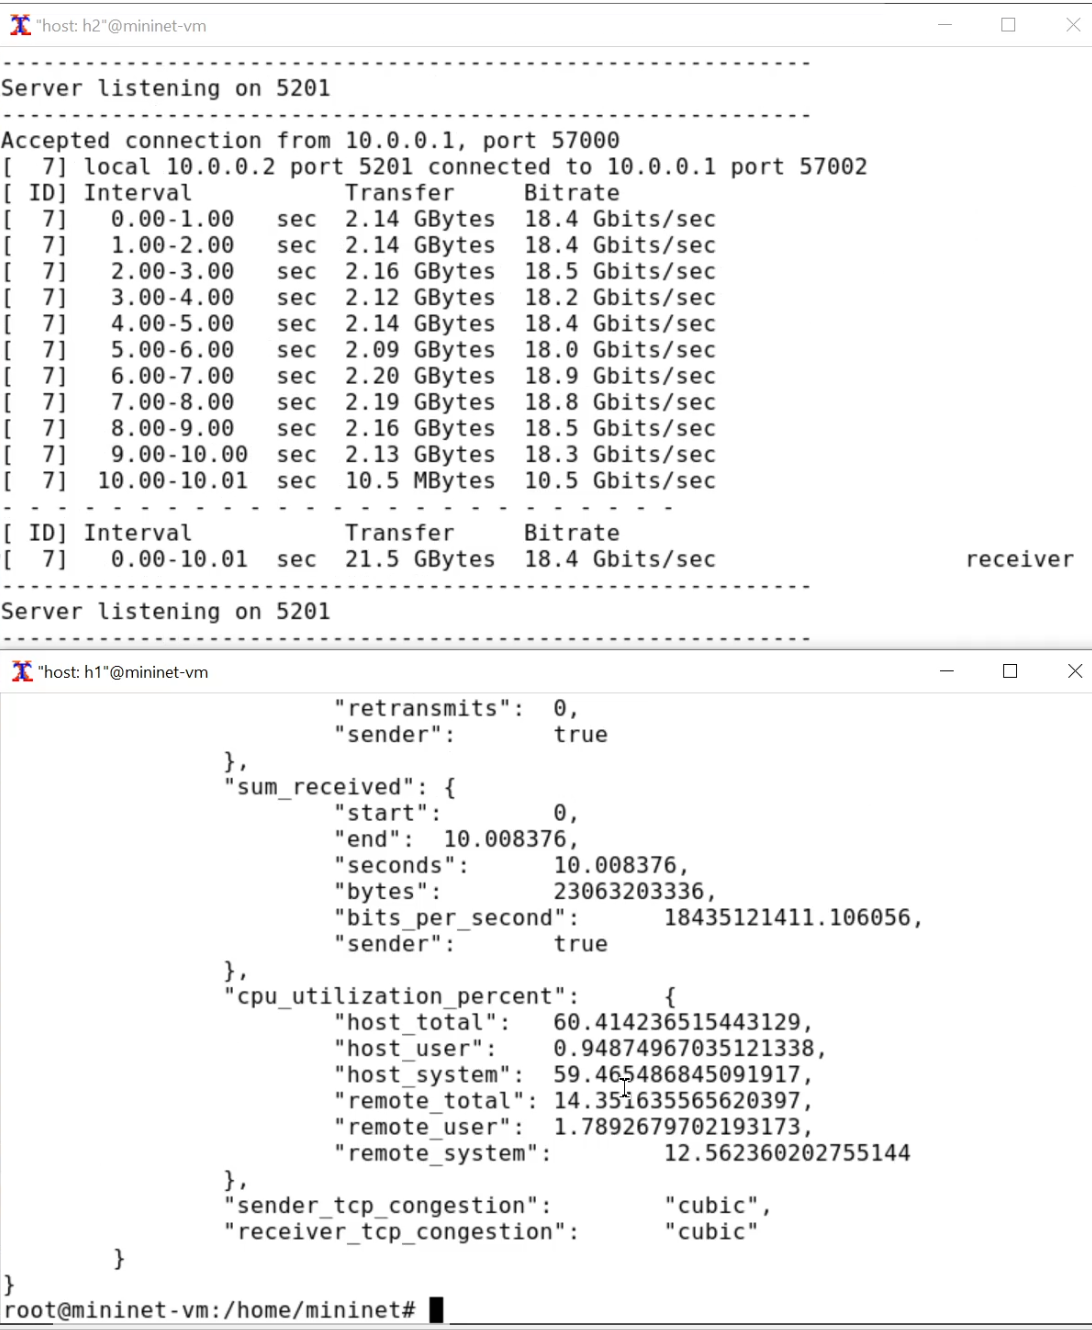 "host: h2"@mininet-vm
-----------------------------------------------------------
Server listening on 5201
-----------------------------------------------------------
Accepted connection from 10.0.0.1, port 57000
[  7] local 10.0.0.2 port 5201 connected to 10.0.0.1 port 57002
[ ID] Interval           Transfer     Bitrate
[  7]   0.00-1.00   sec  2.14 GBytes  18.4 Gbits/sec
[  7]   1.00-2.00   sec  2.14 GBytes  18.4 Gbits/sec
[  7]   2.00-3.00   sec  2.16 GBytes  18.5 Gbits/sec
[  7]   3.00-4.00   sec  2.12 GBytes  18.2 Gbits/sec
[  7]   4.00-5.00   sec  2.14 GBytes  18.4 Gbits/sec
[  7]   5.00-6.00   sec  2.09 GBytes  18.0 Gbits/sec
[  7]   6.00-7.00   sec  2.20 GBytes  18.9 Gbits/sec
[  7]   7.00-8.00   sec  2.19 GBytes  18.8 Gbits/sec
[  7]   8.00-9.00   sec  2.16 GBytes  18.5 Gbits/sec
[  7]   9.00-10.00  sec  2.13 GBytes  18.3 Gbits/sec
[  7]  10.00-10.01  sec  10.5 MBytes  10.5 Gbits/sec
- - - - - - - - - - - - - - - - - - - - - - - - -
[ ID] Interval           Transfer     Bitrate
[  7]   0.00-10.01  sec  21.5 GBytes  18.4 Gbits/sec                  receiver
-----------------------------------------------------------
Server listening on 5201
-----------------------------------------------------------
"host: h1"@mininet-vm
"retransmits":  0,
"sender":       true
},
"sum_received": {
"start":        0,
"end":  10.008376,
"seconds":      10.008376,
"bytes":        23063203336,
"bits_per_second":      18435121411.106056,
"sender":       true
},
"cpu_utilization_percent":      {
"host_total":   60.414236515443129,
"host_user":    0.94874967035121338,
"host_system":  59.465486845091917,
"remote_total": 14.351635565620397,
"remote_user":  1.7892679702193173,
"remote_system":        12.562360202755144
},
"sender_tcp_congestion":        "cubic",
"receiver_tcp_congestion":      "cubic"
}
}
root@mininet-vm:/home/mininet#